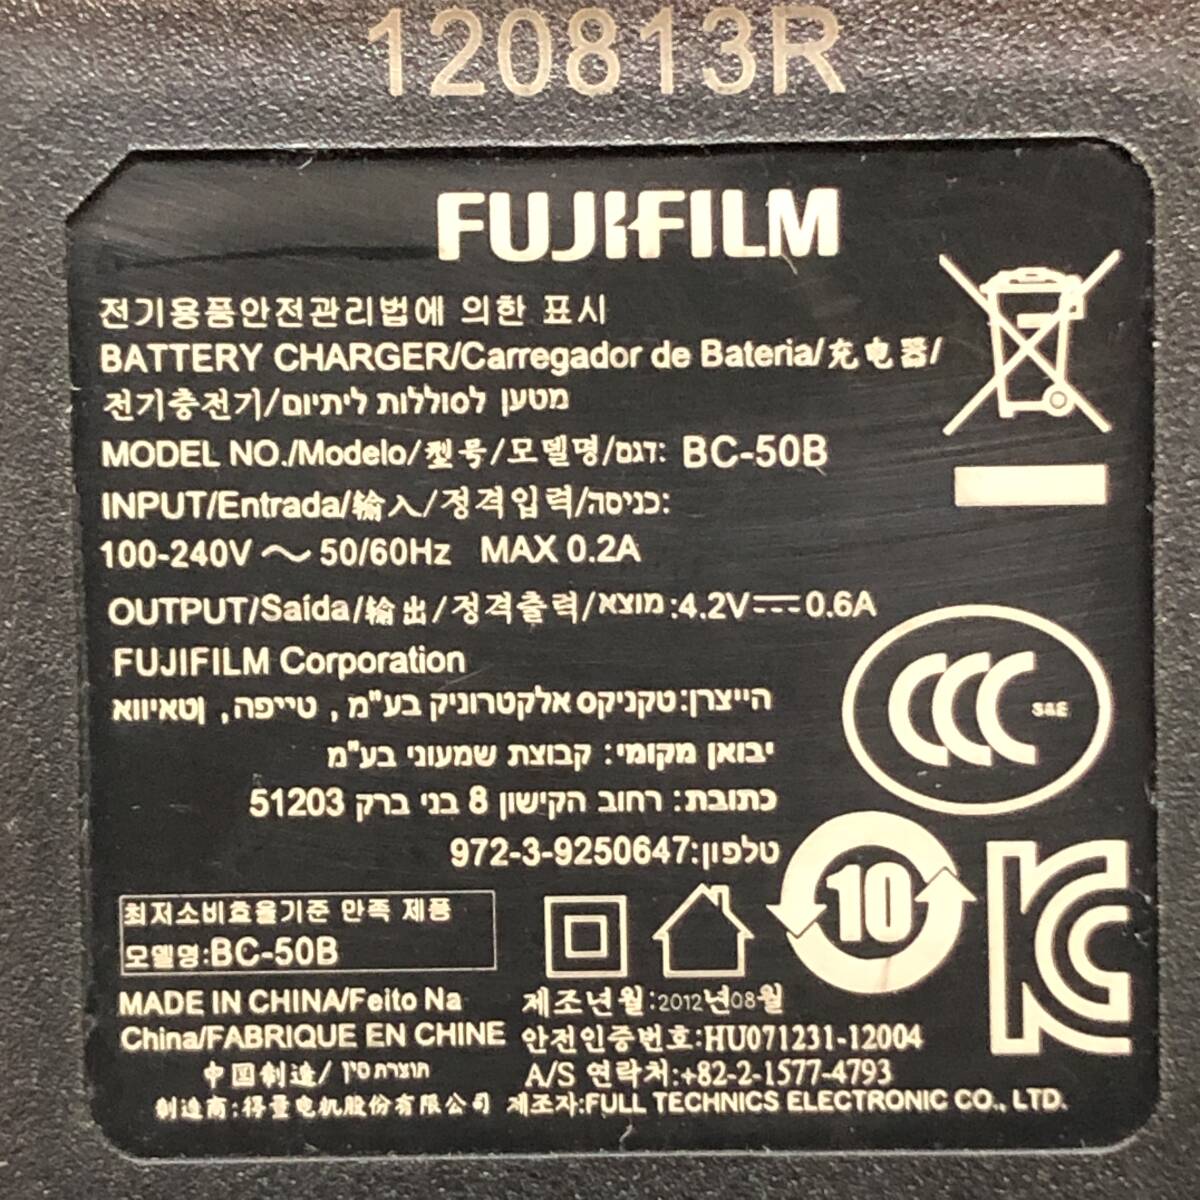 120813R
FUJIFILM
전기용품안전관리법에 의한 표시
BATTERY CHARGER/Carregador de Bateria/充电器/
전기충전기/מטען לסוללות ליתיום
MODEL NO./Modelo/型号/모델명/דגם: BC-50B
INPUT/Entrada/输入/정격입력/כניסה:
100-240V ~ 50/60Hz MAX 0.2A
OUTPUT/Saída/输出/정격출력/מוצא:4.2V⎓0.6A
FUJIFILM Corporation
הייצרן:טקניקס אלקטרוניק בע"מ, טייפה, וטאיווא
יבואן מקומי: קבוצת שמעוני בע"מ
כתובת: רחוב הקישון 8 בני ברק 51203
טלפון:972-3-9250647
CCC S&E
10
KC
최저소비효율기준 만족 제품
모델명:BC-50B
MADE IN CHINA/Feito Na
China/FABRIQUE EN CHINE
中国制造/תוצרת סין
制造商:得量电机股份有限公司
제조년월:2012년08월
안전인증번호:HU071231-12004
A/S 연락처:+82-2-1577-4793
제조자:FULL TECHNICS ELECTRONIC CO., LTD.